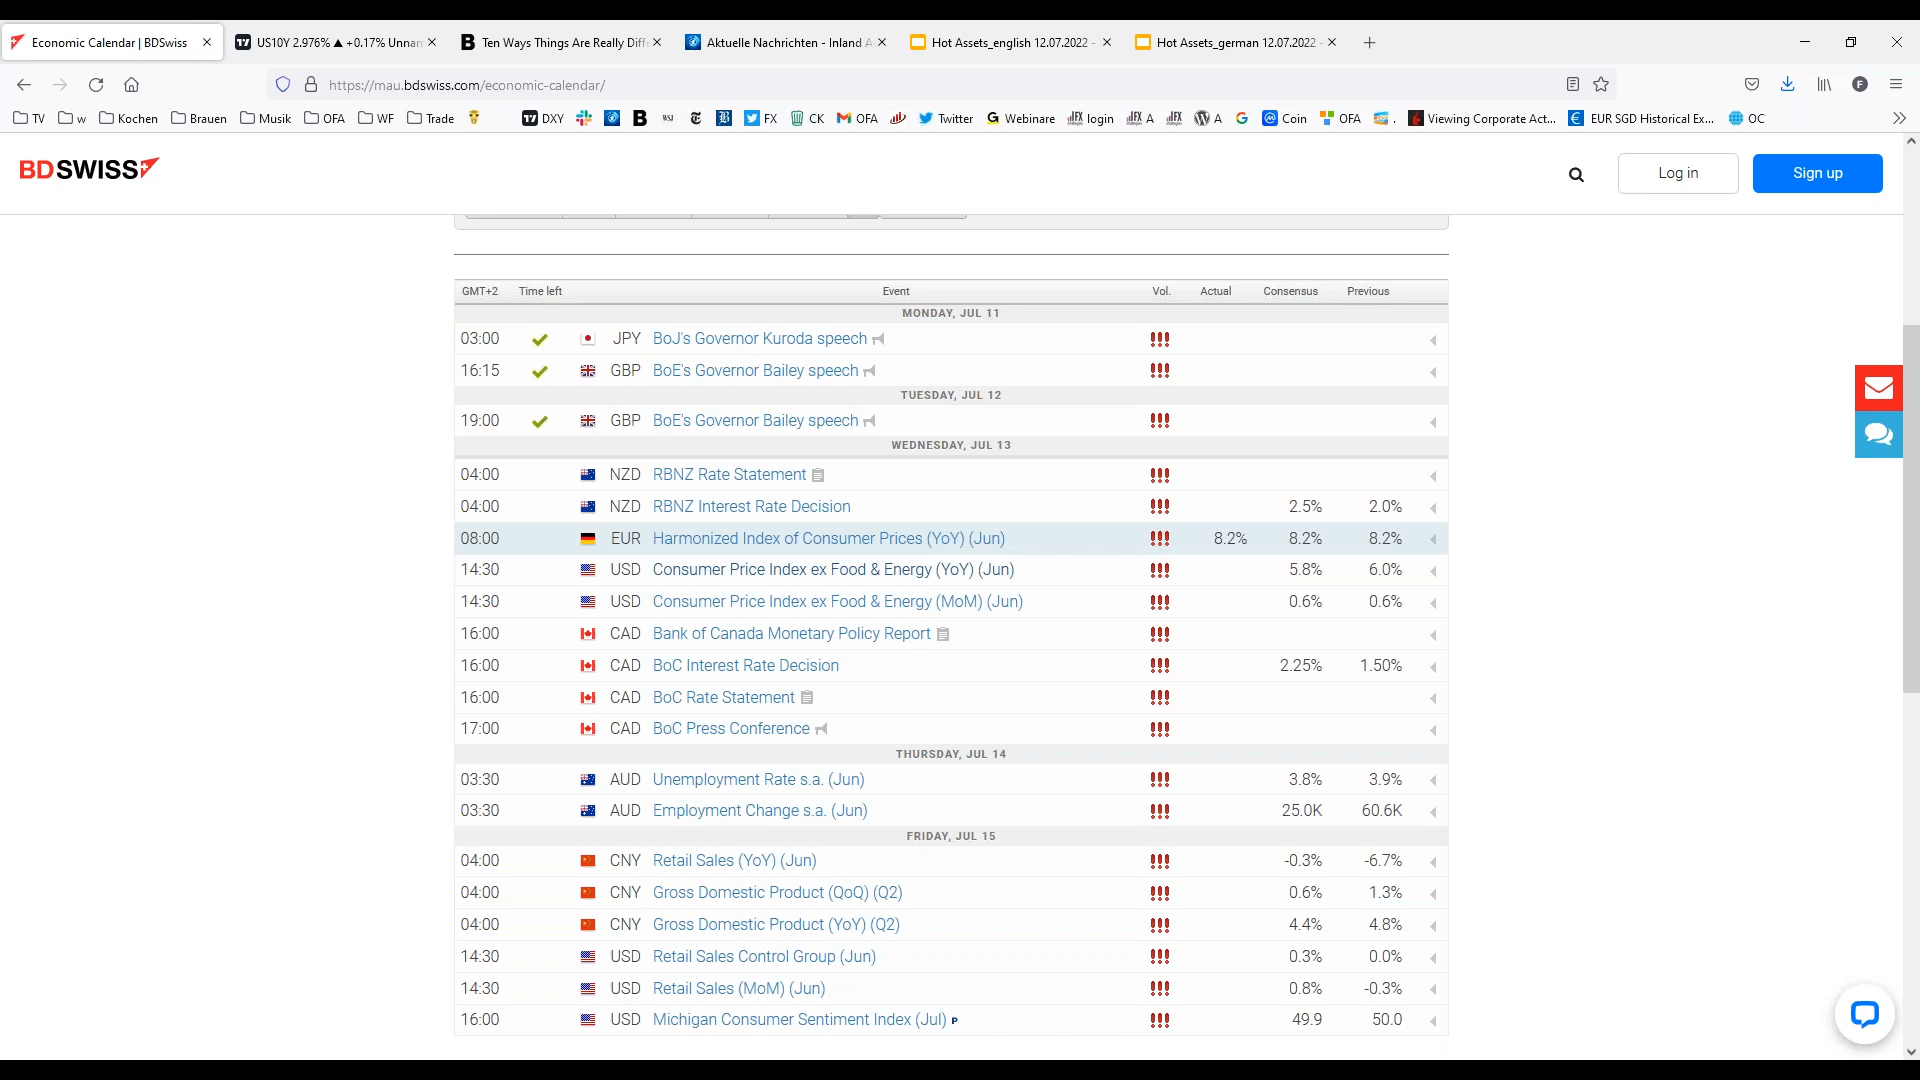 Economic Calendar | BDSwiss
US10Y 2.976% ▲ +0.17% Unnam
Ten Ways Things Are Really Diffe
Aktuelle Nachrichten - Inland A
Hot Assets_english 12.07.2022 -
Hot Assets_german 12.07.2022 -
https://mau.bdswiss.com/economic-calendar/
TV w Kochen Brauen Musik OFA WF Trade DXY FX CK OFA Twitter Webinare login A A Coin OFA . Viewing Corporate Act... EUR SGD Historical Ex... OC
BDSWISS Log in Sign up
GMT+2 Time left Event Vol. Actual Consensus Previous
MONDAY, JUL 11
03:00 JPY BoJ's Governor Kuroda speech
16:15 GBP BoE's Governor Bailey speech
TUESDAY, JUL 12
19:00 GBP BoE's Governor Bailey speech
WEDNESDAY, JUL 13
04:00 NZD RBNZ Rate Statement
04:00 NZD RBNZ Interest Rate Decision 2.5% 2.0%
08:00 EUR Harmonized Index of Consumer Prices (YoY) (Jun) 8.2% 8.2% 8.2%
14:30 USD Consumer Price Index ex Food & Energy (YoY) (Jun) 5.8% 6.0%
14:30 USD Consumer Price Index ex Food & Energy (MoM) (Jun) 0.6% 0.6%
16:00 CAD Bank of Canada Monetary Policy Report
16:00 CAD BoC Interest Rate Decision 2.25% 1.50%
16:00 CAD BoC Rate Statement
17:00 CAD BoC Press Conference
THURSDAY, JUL 14
03:30 AUD Unemployment Rate s.a. (Jun) 3.8% 3.9%
03:30 AUD Employment Change s.a. (Jun) 25.0K 60.6K
FRIDAY, JUL 15
04:00 CNY Retail Sales (YoY) (Jun) -0.3% -6.7%
04:00 CNY Gross Domestic Product (QoQ) (Q2) 0.6% 1.3%
04:00 CNY Gross Domestic Product (YoY) (Q2) 4.4% 4.8%
14:30 USD Retail Sales Control Group (Jun) 0.3% 0.0%
14:30 USD Retail Sales (MoM) (Jun) 0.8% -0.3%
16:00 USD Michigan Consumer Sentiment Index (Jul) P 49.9 50.0